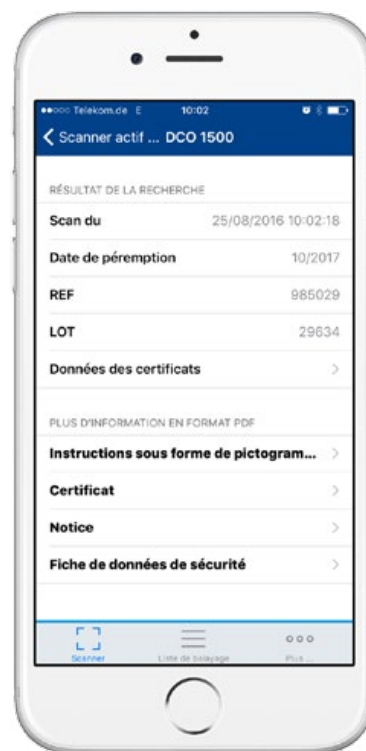 Telekom.de E 10:02
Scanner actif ... DCO 1500
RÉSULTAT DE LA RECHERCHE
Scan du 25/08/2016 10:02:18
Date de péremption 10/2017
REF 985029
LOT 29634
Données des certificats
PLUS D'INFORMATION EN FORMAT PDF
Instructions sous forme de pictogram...
Certificat
Notice
Fiche de données de sécurité
Scanner Liste de balayage Plus ...